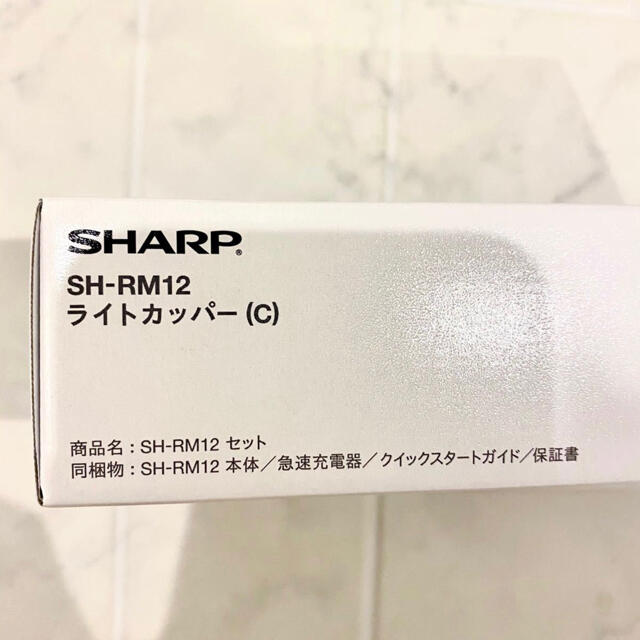 SHARP®
SH-RM12
ライトカッパー (C)
商品名：SH-RM12 セット
同梱物：SH-RM12 本体／急速充電器／クイックスタートガイド／保証書